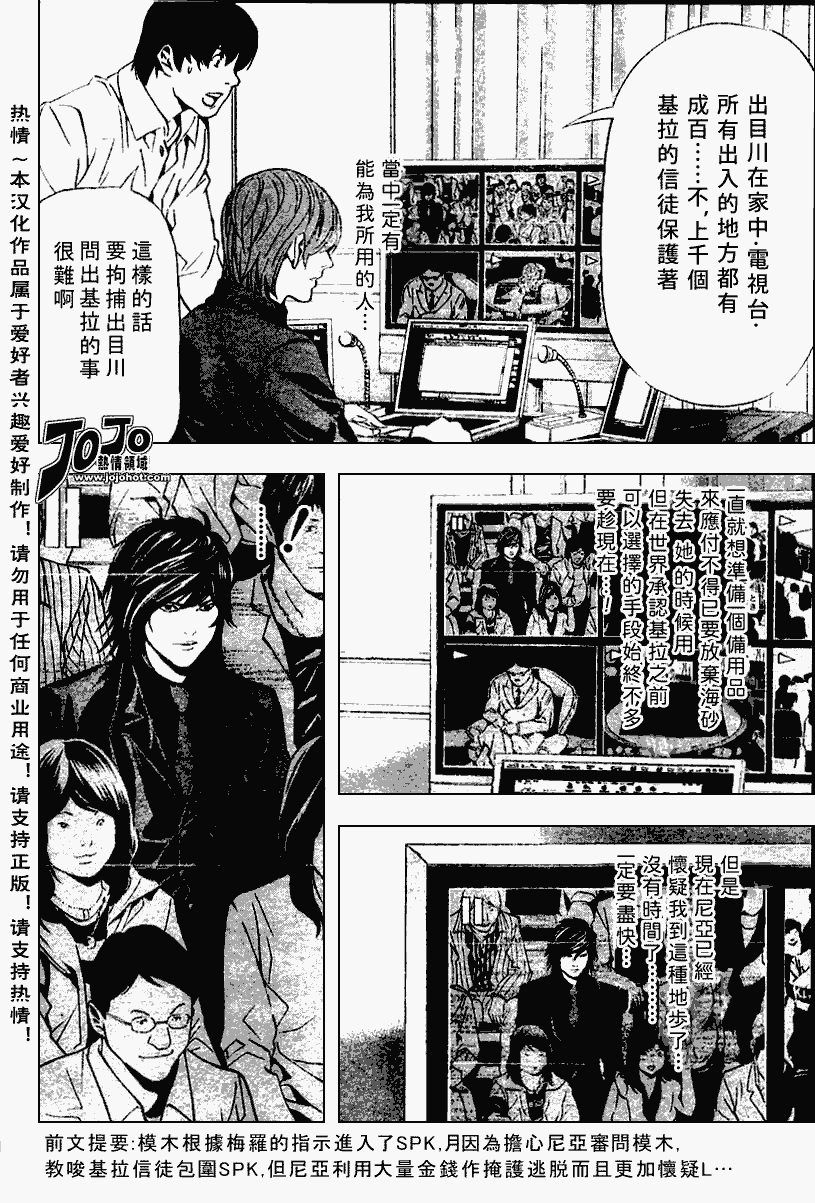 出目川在家中·電視台·
所有出入的地方都有
成百……不,上千個
基拉的信徒保護著
當中一定有
能為我所用的人…
這樣的話
要拘捕出目川
問出基拉的事
很難啊
JOJO
熱情領域
www.jojohot.com
一直就想準備一個備用品
來應付不得已要放棄海砂
失去 她的時候用
但在世界承認基拉之前
可以選擇的手段始終不多
要趁現在…！
！
………
但是
現在尼亞已經
懷疑我到這種地步了…
沒有時間了………
一定要盡快…
热情～本汉化作品属于爱好者兴趣爱好制作！请勿用于任何商业用途！请支持正版！请支持热情！
前文提要:模木根據梅羅的指示進入了SPK,月因為擔心尼亞審問模木,
教唆基拉信徒包圍SPK,但尼亞利用大量金錢作掩護逃脱而且更加懷疑L…